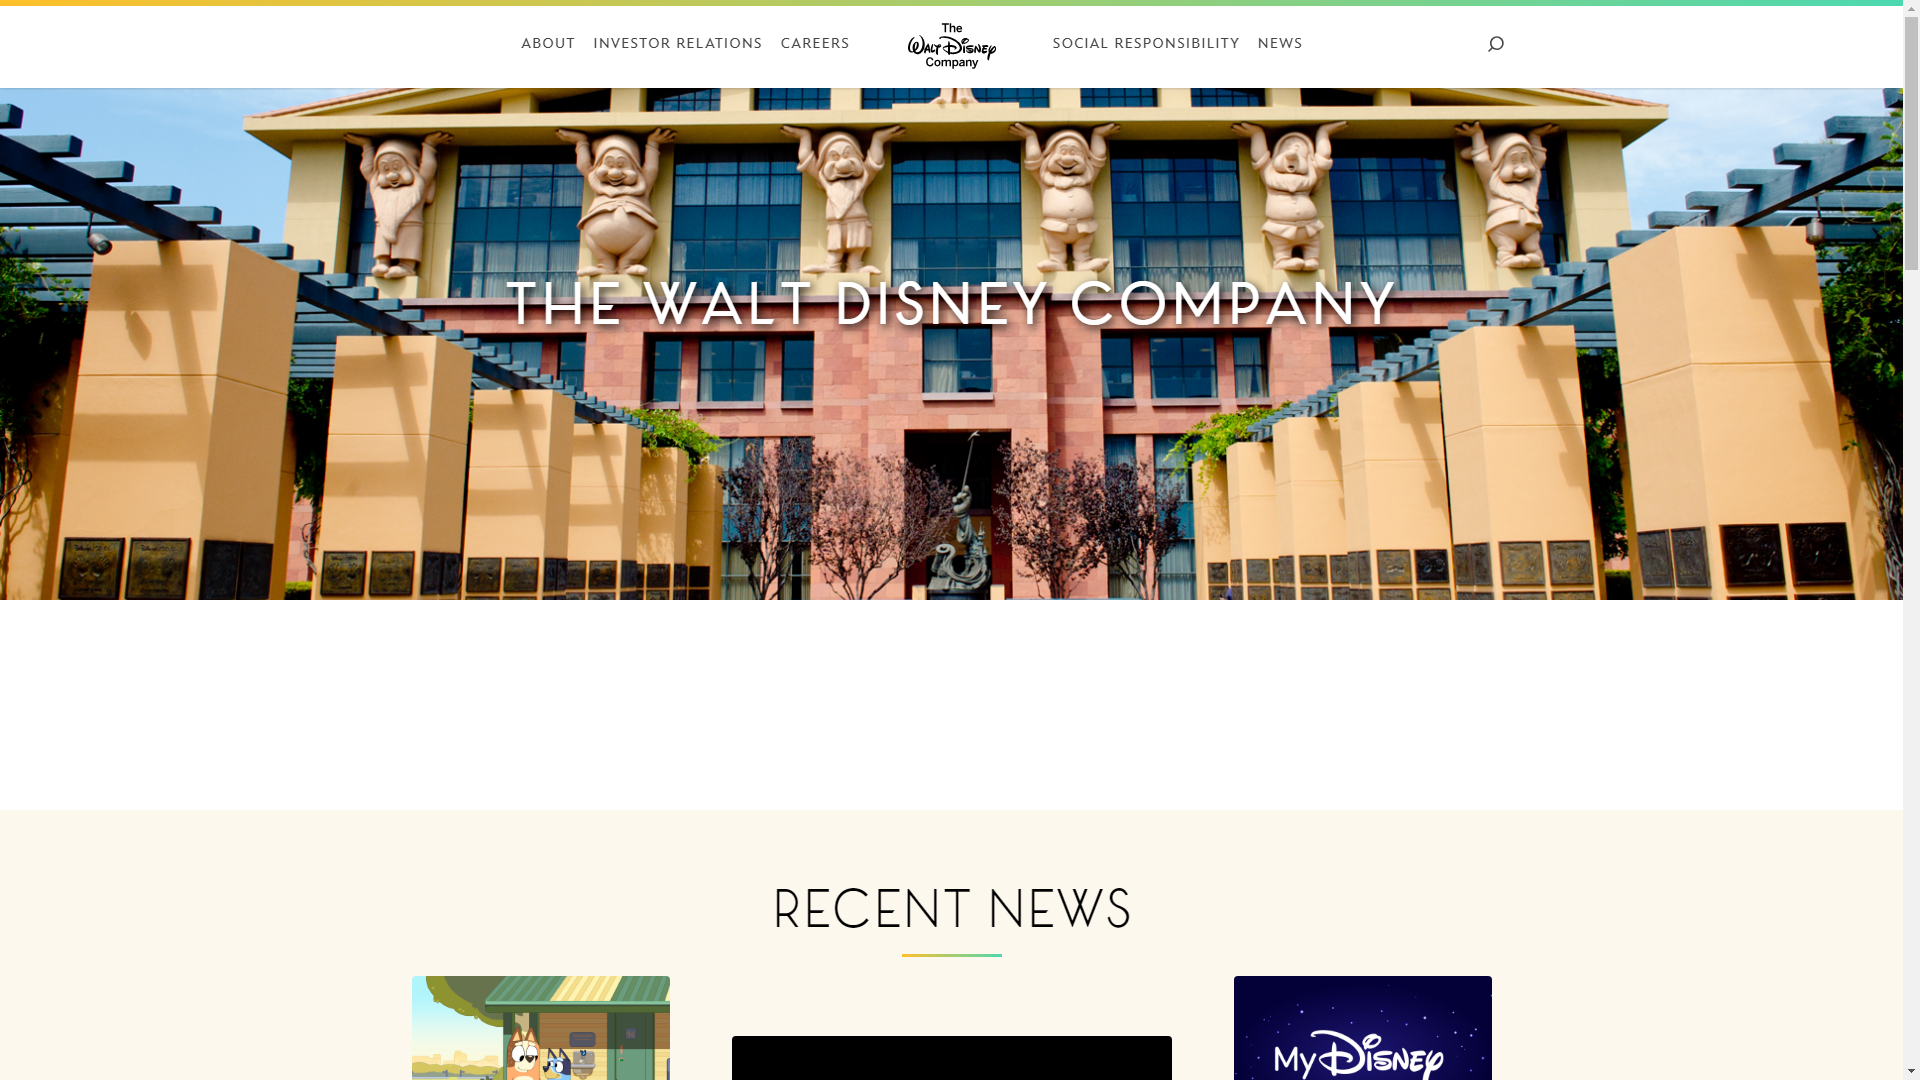 ABOUT
INVESTOR RELATIONS
CAREERS
The
WALT DISNEY
Company
SOCIAL RESPONSIBILITY
NEWS
THE WALT DISNEY COMPANY
RECENT NEWS
My Disney